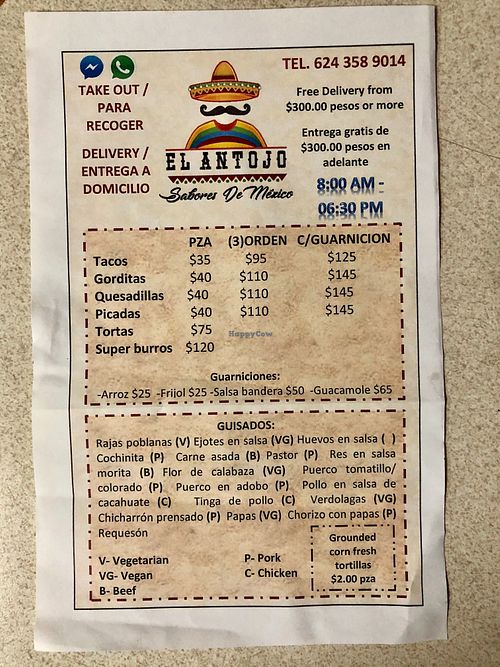 TAKE OUT /
PARA
RECOGER
DELIVERY /
ENTREGA A
DOMICILIO
EL ANTOJO
Sabores De México
TEL. 624 358 9014
Free Delivery from
$300.00 pesos or more
Entrega gratis de
$300.00 pesos en
adelante
8:00 AM -
06:30 PM
PZA (3)ORDEN C/GUARNICION
Tacos $35 $95 $125
Gorditas $40 $110 $145
Quesadillas $40 $110 $145
Picadas $40 $110 $145
Tortas $75
Super burros $120
HappyCow
Guarniciones:
-Arroz $25 -Frijol $25 -Salsa bandera $50 -Guacamole $65
GUISADOS:
Rajas poblanas (V) Ejotes en salsa (VG) Huevos en salsa ( )
Cochinita (P) Carne asada (B) Pastor (P) Res en salsa
morita (B) Flor de calabaza (VG) Puerco tomatillo/
colorado (P) Puerco en adobo (P) Pollo en salsa de
cacahuate (C) Tinga de pollo (C) Verdolagas (VG)
Chicharrón prensado (P) Papas (VG) Chorizo con papas (P)
Requesón
V- Vegetarian
VG- Vegan
B- Beef
P- Pork
C- Chicken
Grounded
corn fresh
tortillas
$2.00 pza